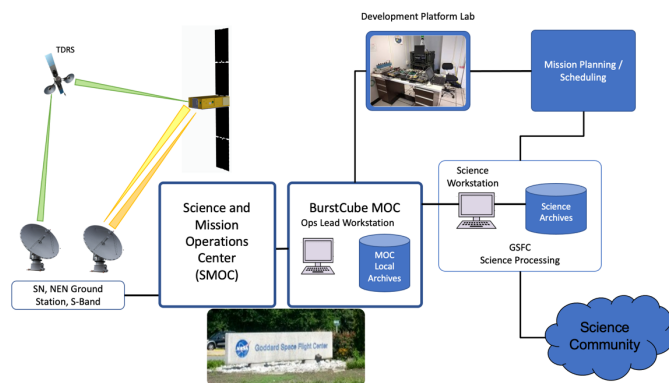 Development Platform Lab
TDRS
Mission Planning /
Scheduling
Science and
Mission
Operations
Center
(SMOC)
BurstCube MOC
Ops Lead Workstation
MOC
Local
Archives
Science
Workstation
Science
Archives
GSFC
Science Processing
SN, NEN Ground
Station, S-Band
Goddard Space Flight Center
Science
Community